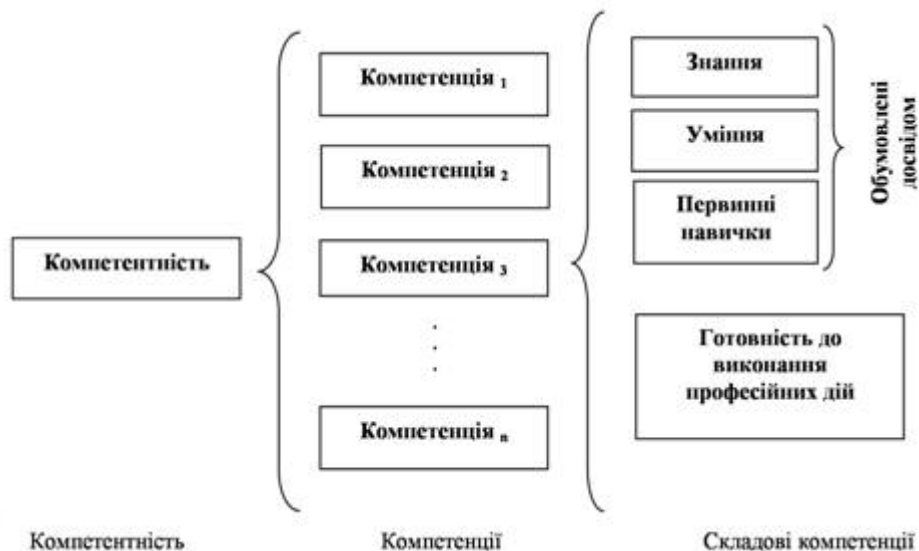 Компетентність
Компетенція 1
Компетенція 2
Компетенція 3
Компетенція n
Знання
Уміння
Первинні
навички
Обумовлені
досвідом
Готовність до
виконання
професійних дій
Компетентність
Компетенції
Складові компетенції